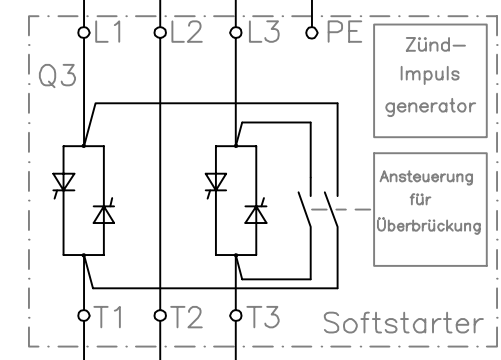 L1 L2 L3 PE
Q3
Zünd-
Impuls
generator
Ansteuerung
für
Überbrückung
T1 T2 T3
Softstarter